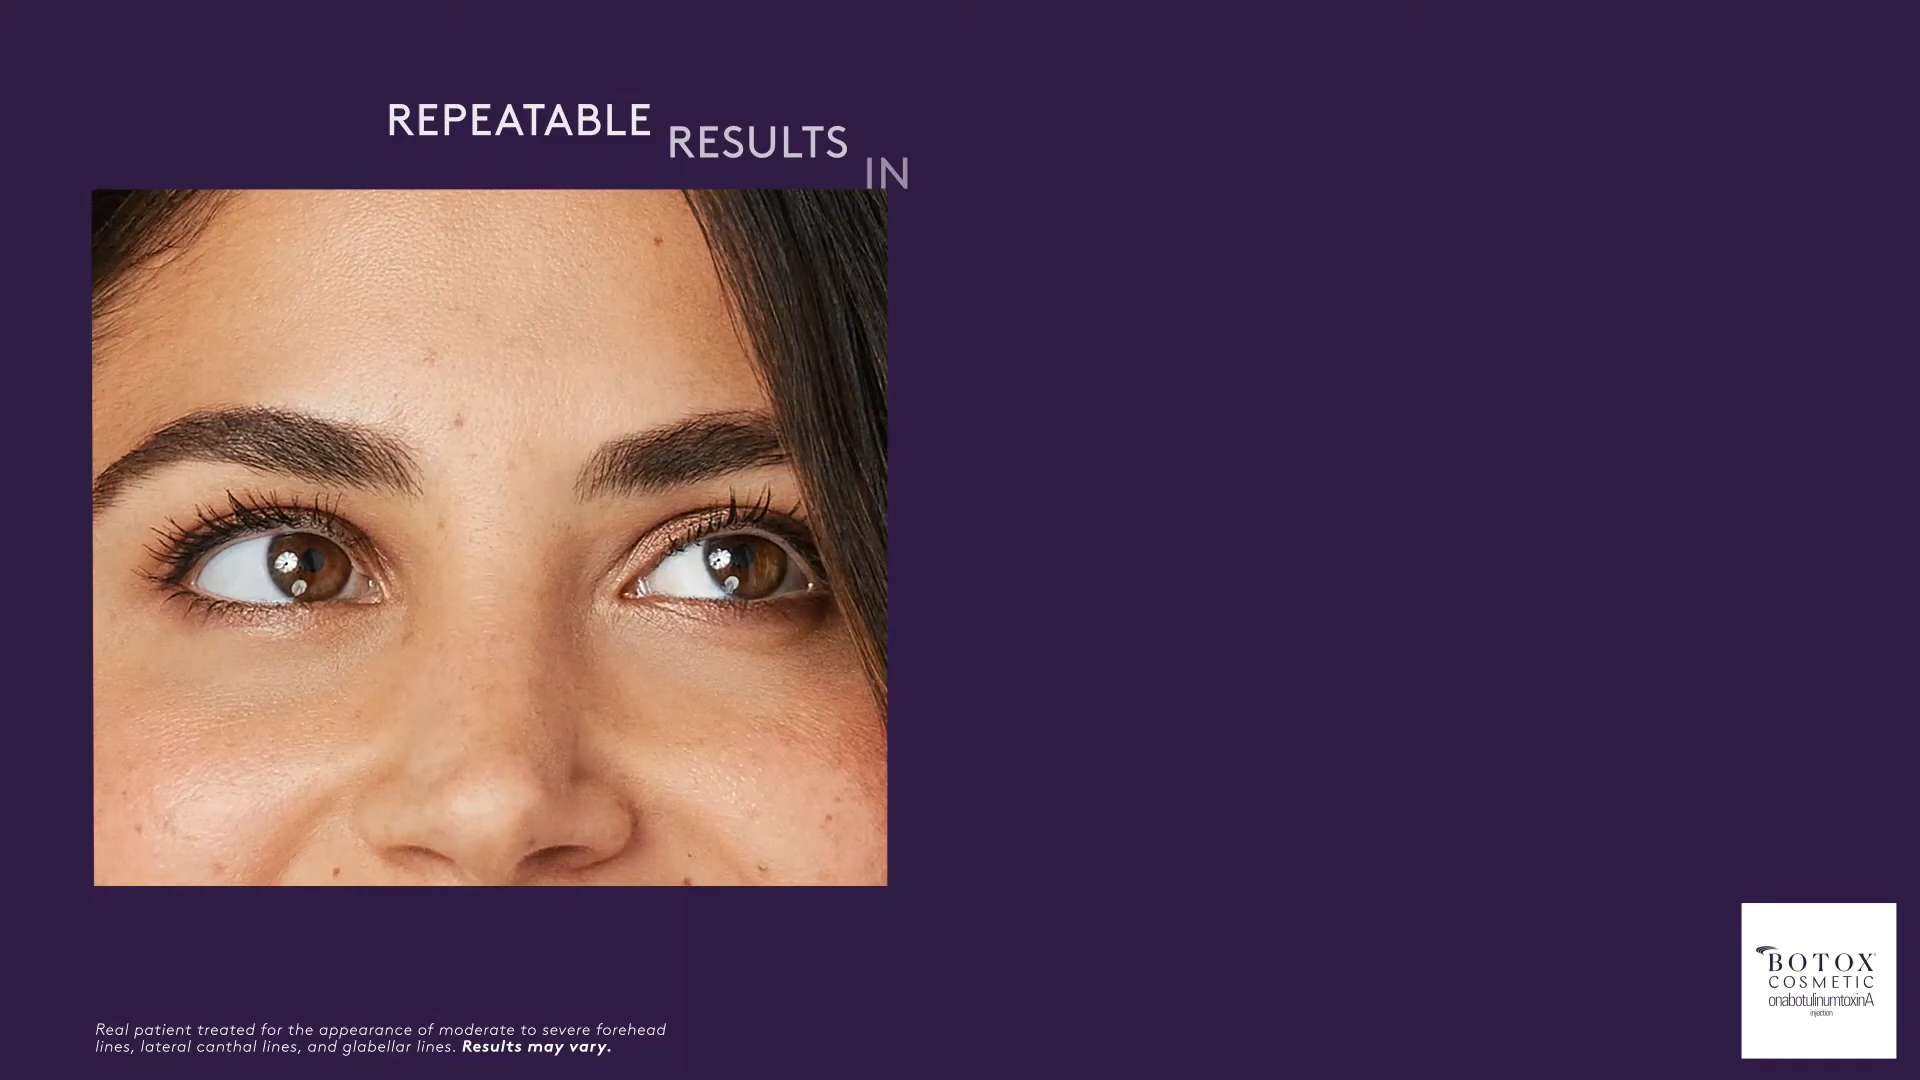 REPEATABLE RESULTS IN
Real patient treated for the appearance of moderate to severe forehead
lines, lateral canthal lines, and glabellar lines. Results may vary.
BOTOX
COSMETIC
onabotulinumtoxinA
injection